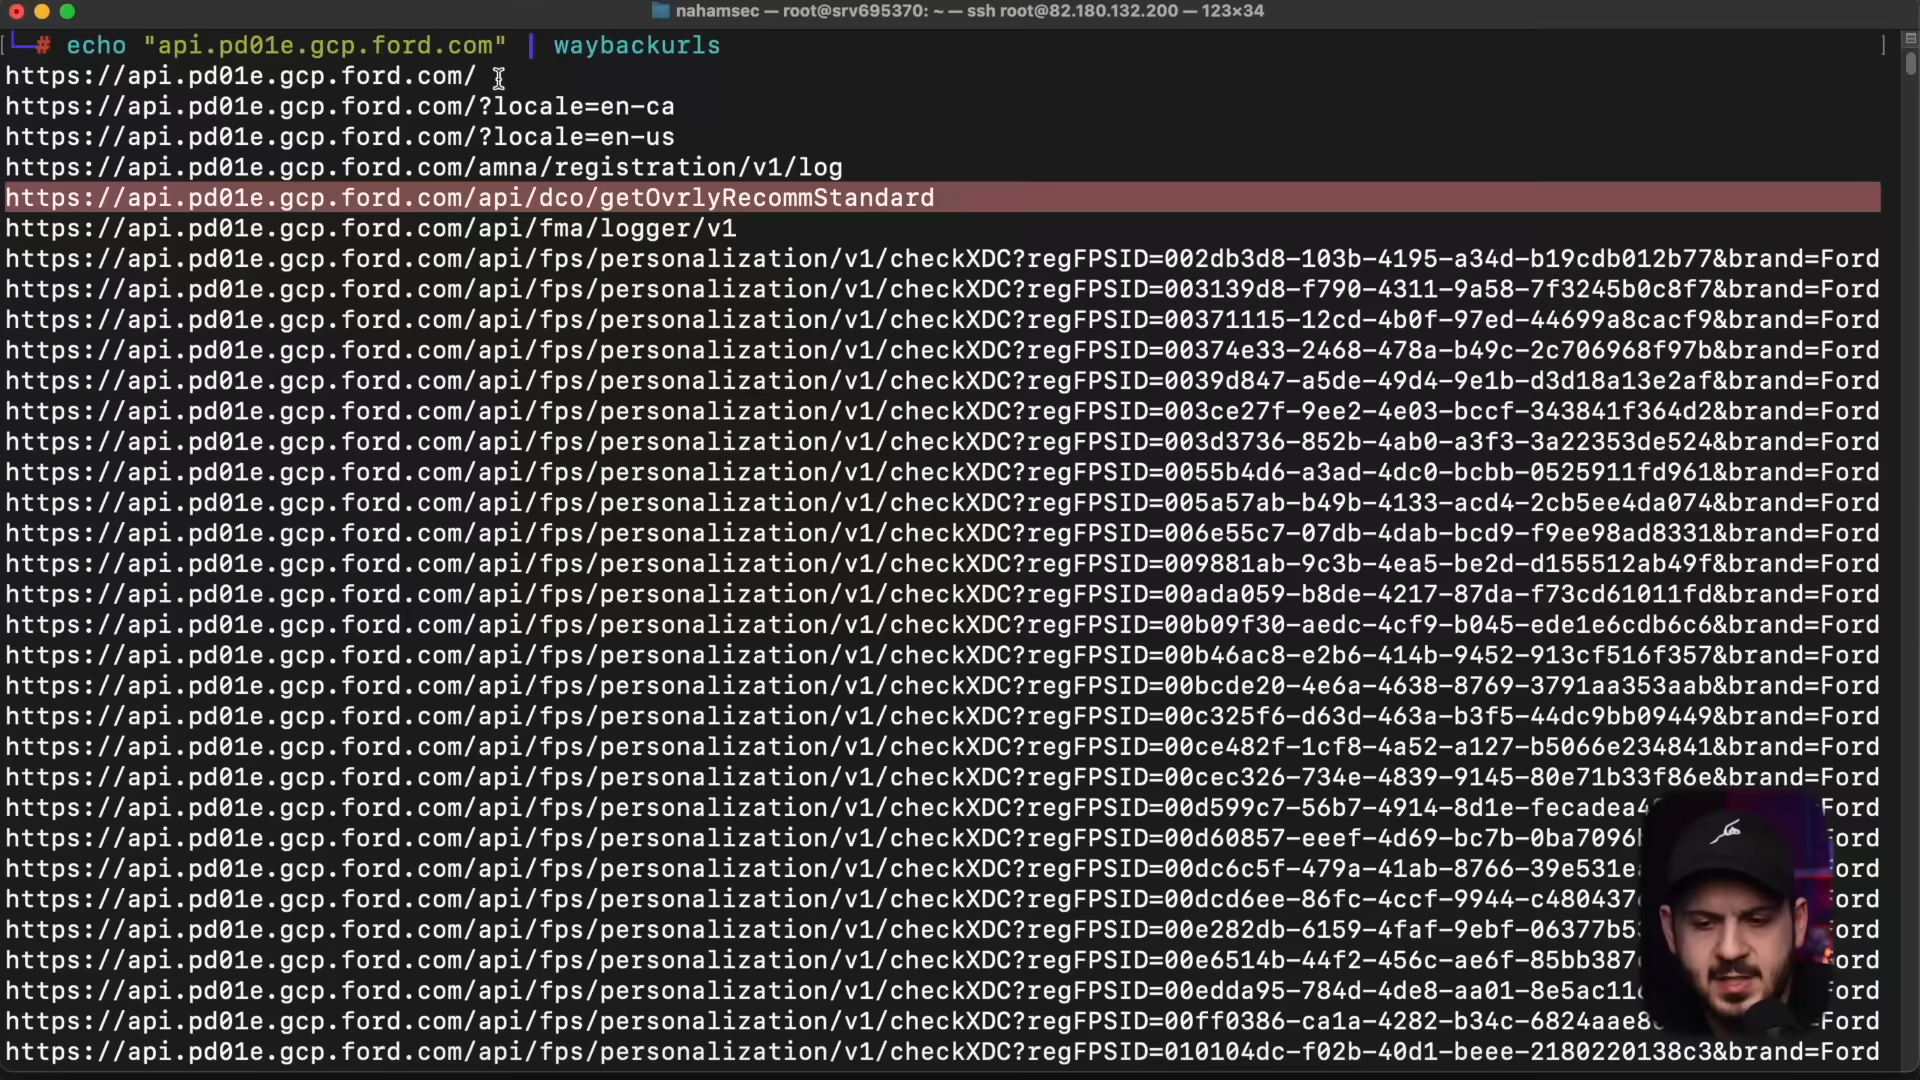 nahamsec — root@srv695370: ~ — ssh root@82.180.132.200 — 123×34
# echo "api.pd01e.gcp.ford.com" | waybackurls
https://api.pd01e.gcp.ford.com/
https://api.pd01e.gcp.ford.com/?locale=en-ca
https://api.pd01e.gcp.ford.com/?locale=en-us
https://api.pd01e.gcp.ford.com/amna/registration/v1/log
https://api.pd01e.gcp.ford.com/api/dco/getOvrlyRecommStandard
https://api.pd01e.gcp.ford.com/api/fma/logger/v1
https://api.pd01e.gcp.ford.com/api/fps/personalization/v1/checkXDC?regFPSID=002db3d8-103b-4195-a34d-b19cdb012b77&brand=Ford
https://api.pd01e.gcp.ford.com/api/fps/personalization/v1/checkXDC?regFPSID=003139d8-f790-4311-9a58-7f3245b0c8f7&brand=Ford
https://api.pd01e.gcp.ford.com/api/fps/personalization/v1/checkXDC?regFPSID=00371115-12cd-4b0f-97ed-44699a8cacf9&brand=Ford
https://api.pd01e.gcp.ford.com/api/fps/personalization/v1/checkXDC?regFPSID=00374e33-2468-478a-b49c-2c706968f97b&brand=Ford
https://api.pd01e.gcp.ford.com/api/fps/personalization/v1/checkXDC?regFPSID=0039d847-a5de-49d4-9e1b-d3d18a13e2af&brand=Ford
https://api.pd01e.gcp.ford.com/api/fps/personalization/v1/checkXDC?regFPSID=003ce27f-9ee2-4e03-bccf-343841f364d2&brand=Ford
https://api.pd01e.gcp.ford.com/api/fps/personalization/v1/checkXDC?regFPSID=003d3736-852b-4ab0-a3f3-3a22353de524&brand=Ford
https://api.pd01e.gcp.ford.com/api/fps/personalization/v1/checkXDC?regFPSID=0055b4d6-a3ad-4dc0-bcbb-0525911fd961&brand=Ford
https://api.pd01e.gcp.ford.com/api/fps/personalization/v1/checkXDC?regFPSID=005a57ab-b49b-4133-acd4-2cb5ee4da074&brand=Ford
https://api.pd01e.gcp.ford.com/api/fps/personalization/v1/checkXDC?regFPSID=006e55c7-07db-4dab-bcd9-f9ee98ad8331&brand=Ford
https://api.pd01e.gcp.ford.com/api/fps/personalization/v1/checkXDC?regFPSID=009881ab-9c3b-4ea5-be2d-d155512ab49f&brand=Ford
https://api.pd01e.gcp.ford.com/api/fps/personalization/v1/checkXDC?regFPSID=00ada059-b8de-4217-87da-f73cd61011fd&brand=Ford
https://api.pd01e.gcp.ford.com/api/fps/personalization/v1/checkXDC?regFPSID=00b09f30-aedc-4cf9-b045-ede1e6cdb6c6&brand=Ford
https://api.pd01e.gcp.ford.com/api/fps/personalization/v1/checkXDC?regFPSID=00b46ac8-e2b6-414b-9452-913cf516f357&brand=Ford
https://api.pd01e.gcp.ford.com/api/fps/personalization/v1/checkXDC?regFPSID=00bcde20-4e6a-4638-8769-3791aa353aab&brand=Ford
https://api.pd01e.gcp.ford.com/api/fps/personalization/v1/checkXDC?regFPSID=00c325f6-d63d-463a-b3f5-44dc9bb09449&brand=Ford
https://api.pd01e.gcp.ford.com/api/fps/personalization/v1/checkXDC?regFPSID=00ce482f-1cf8-4a52-a127-b5066e234841&brand=Ford
https://api.pd01e.gcp.ford.com/api/fps/personalization/v1/checkXDC?regFPSID=00cec326-734e-4839-9145-80e71b33f86e&brand=Ford
https://api.pd01e.gcp.ford.com/api/fps/personalization/v1/checkXDC?regFPSID=00d599c7-56b7-4914-8d1e-fecadea4 Ford
https://api.pd01e.gcp.ford.com/api/fps/personalization/v1/checkXDC?regFPSID=00d60857-eeef-4d69-bc7b-0ba7096 ord
https://api.pd01e.gcp.ford.com/api/fps/personalization/v1/checkXDC?regFPSID=00dc6c5f-479a-41ab-8766-39e531e ord
https://api.pd01e.gcp.ford.com/api/fps/personalization/v1/checkXDC?regFPSID=00dcd6ee-86fc-4ccf-9944-c480437 ord
https://api.pd01e.gcp.ford.com/api/fps/personalization/v1/checkXDC?regFPSID=00e282db-6159-4faf-9ebf-06377b5 ord
https://api.pd01e.gcp.ford.com/api/fps/personalization/v1/checkXDC?regFPSID=00e6514b-44f2-456c-ae6f-85bb387 ord
https://api.pd01e.gcp.ford.com/api/fps/personalization/v1/checkXDC?regFPSID=00edda95-784d-4de8-aa01-8e5ac11 ord
https://api.pd01e.gcp.ford.com/api/fps/personalization/v1/checkXDC?regFPSID=00ff0386-ca1a-4282-b34c-6824aae8 Ford
https://api.pd01e.gcp.ford.com/api/fps/personalization/v1/checkXDC?regFPSID=010104dc-f02b-40d1-beee-2180220138c3&brand=Ford